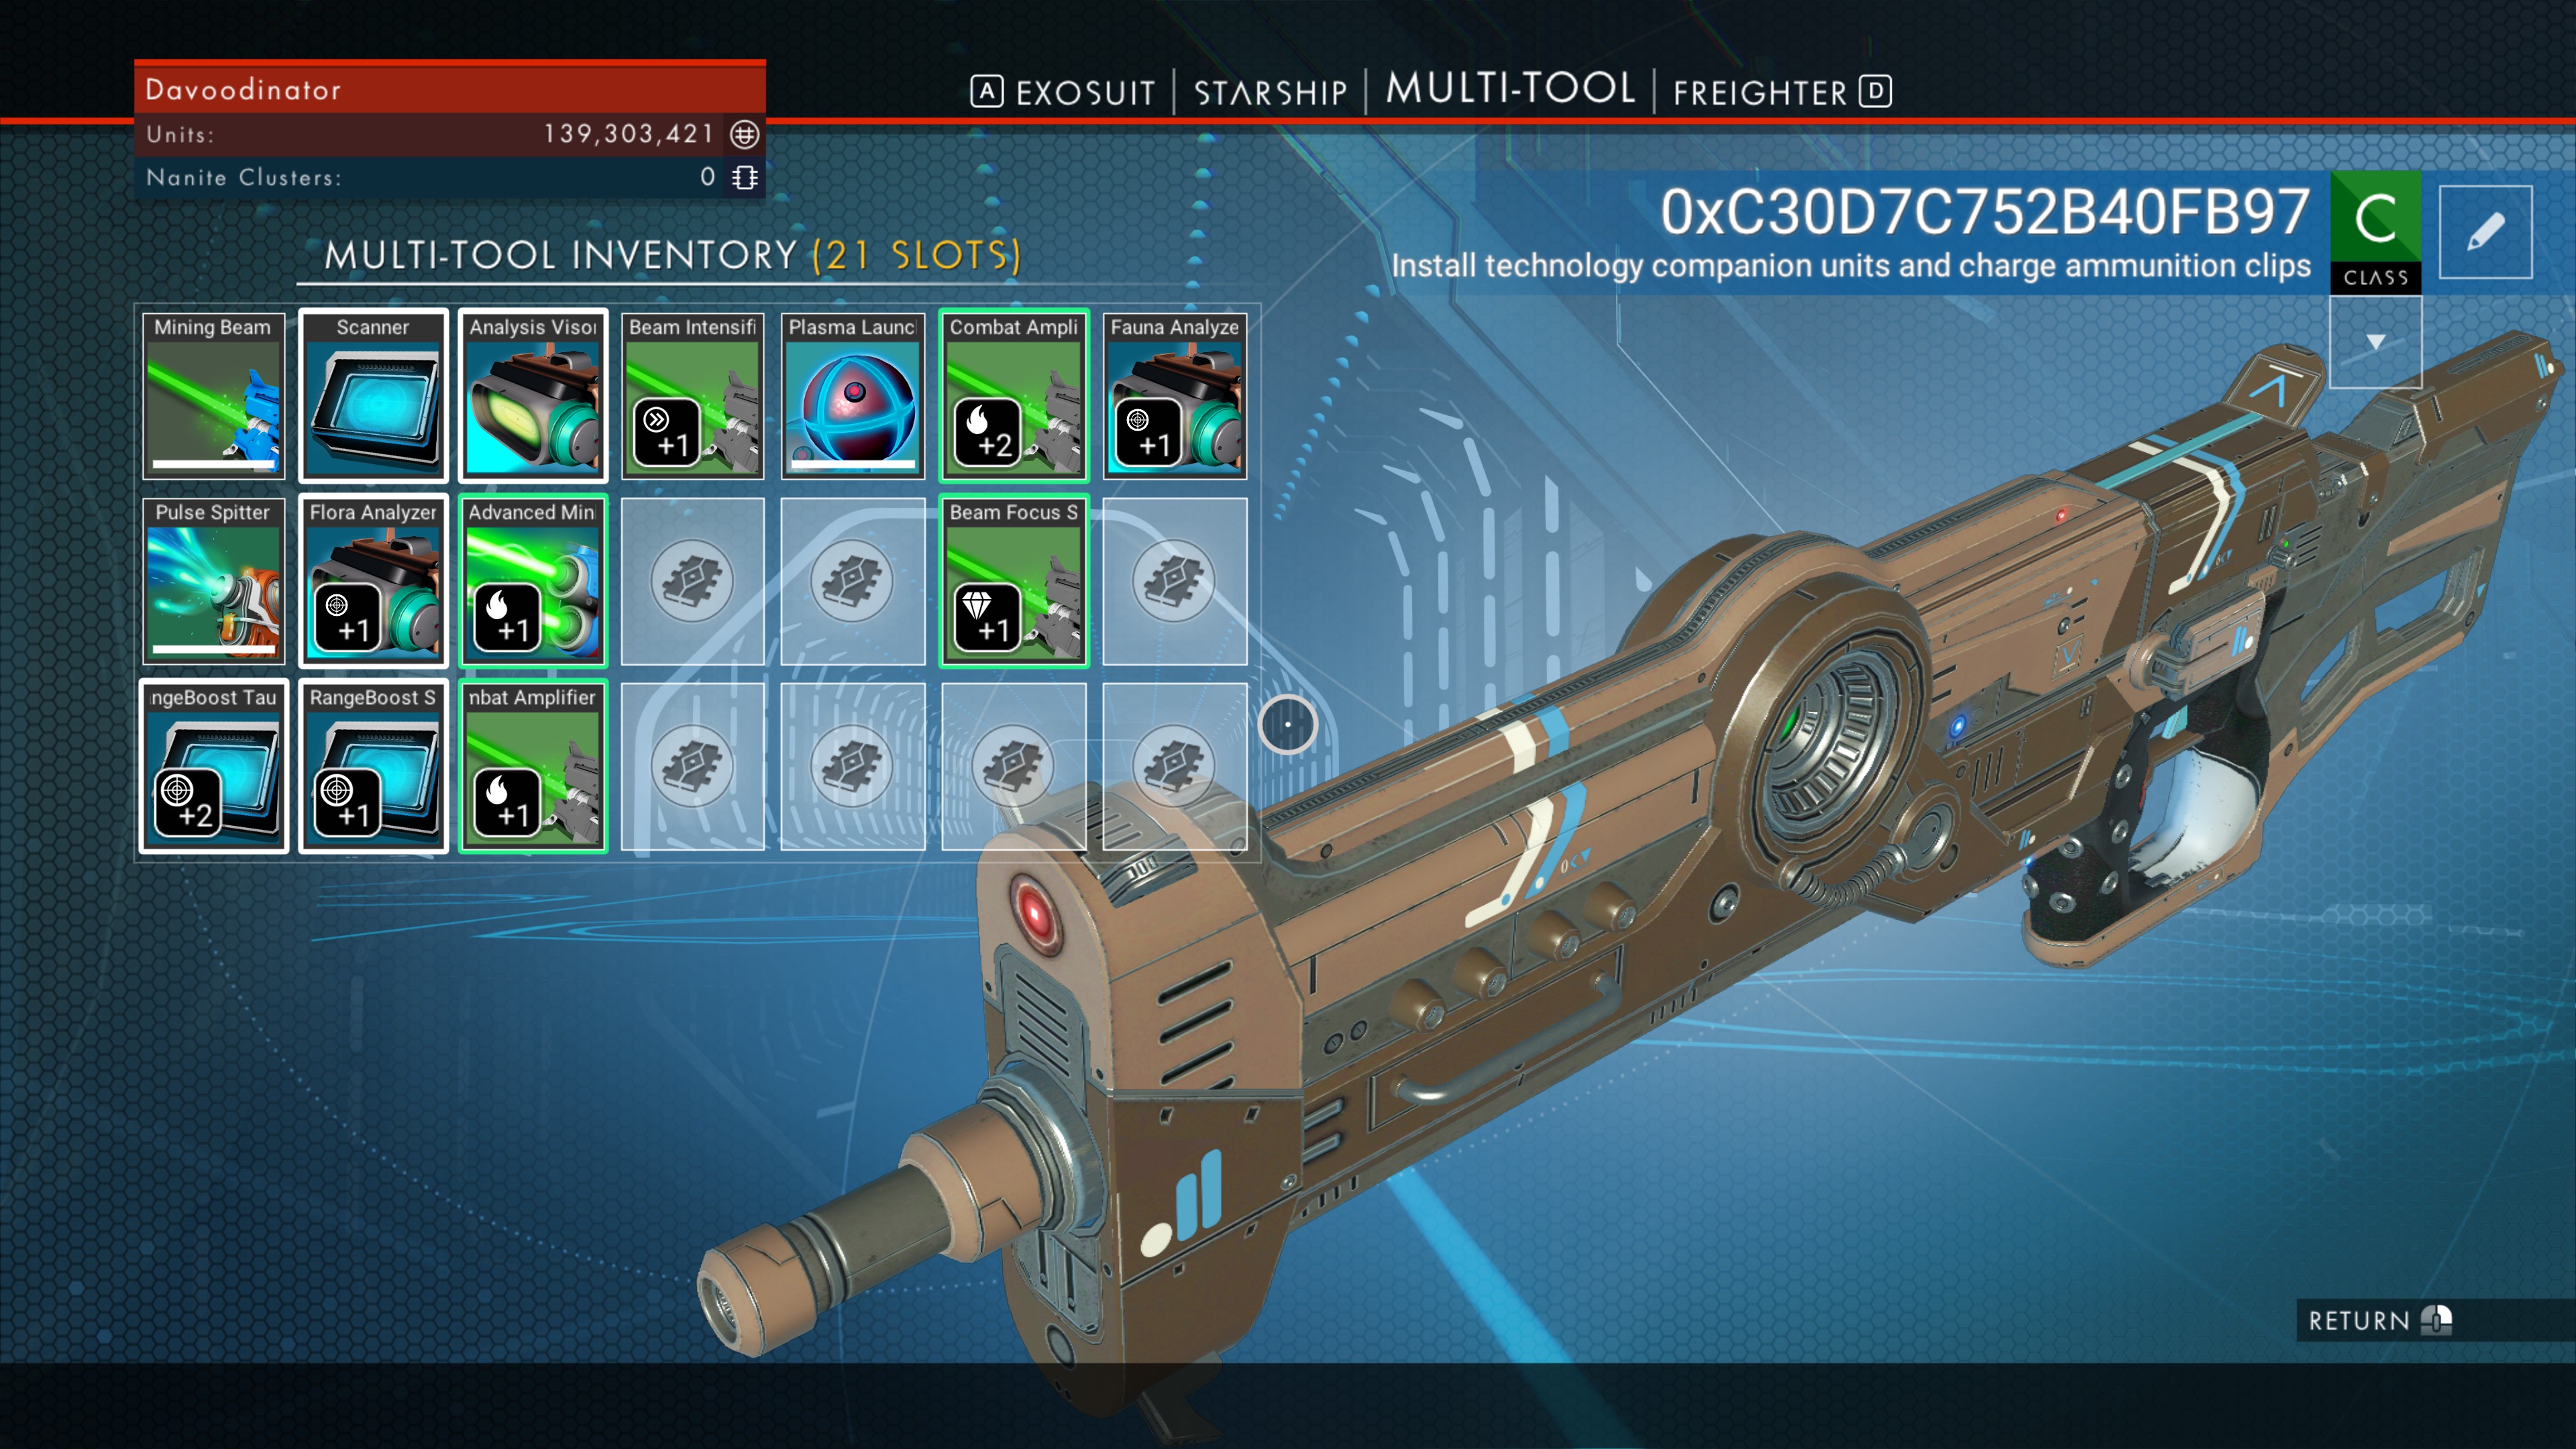 Davoodinator
Units: 139,303,421
Nanite Clusters: 0
A EXOSUIT STARSHIP MULTI-TOOL FREIGHTER D
0xC30D7C752B40FB97
Install technology companion units and charge ammunition clips
C
CLASS
MULTI-TOOL INVENTORY (21 SLOTS)
Mining Beam Scanner Analysis Visor Beam Intensifi Plasma Launc Combat Ampli Fauna Analyze
+1 +2 +1
Pulse Spitter Flora Analyzer Advanced Min Beam Focus S
+1 +1 +1
ngeBoost Tau RangeBoost S nbat Amplifier
+2 +1 +1
RETURN